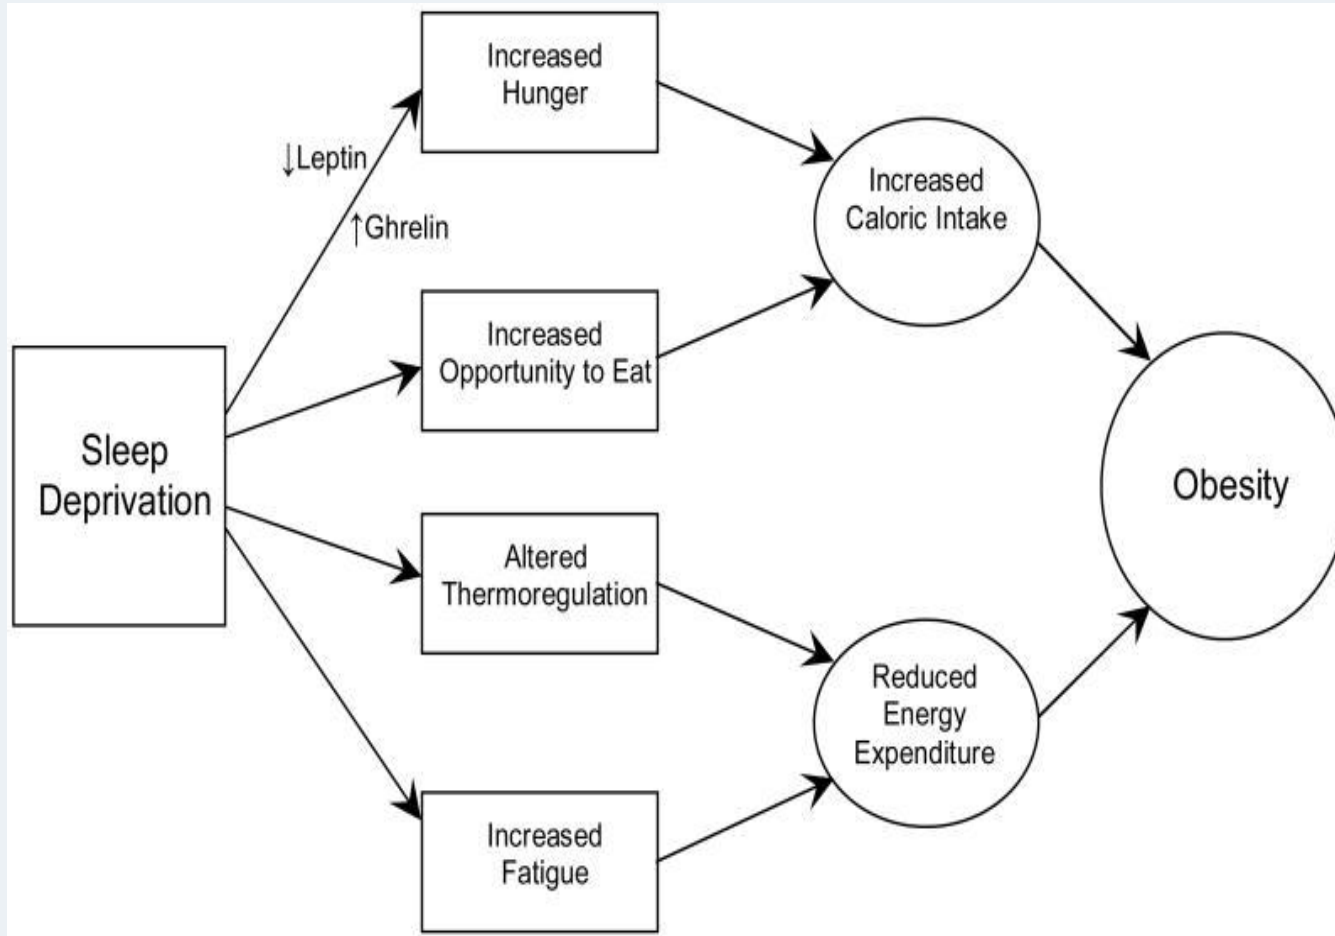 Increased
Hunger
↓Leptin
↑Ghrelin
Increased
Caloric Intake
Increased
Opportunity to Eat
Sleep
Deprivation
Obesity
Altered
Thermoregulation
Reduced
Energy
Expenditure
Increased
Fatigue